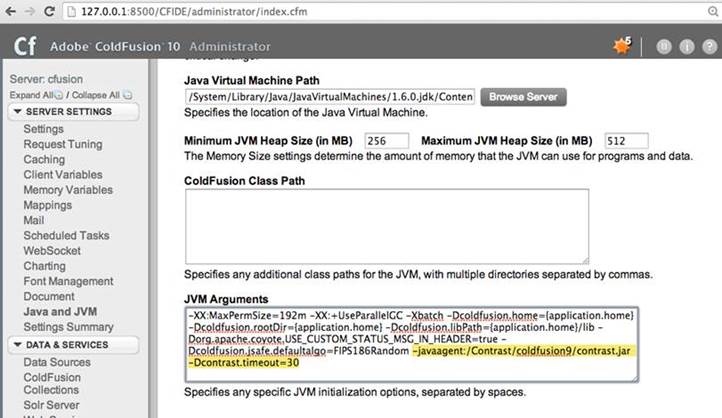 127.0.0.1:8500/CFIDE/administrator/index.cfm
Cf Adobe® ColdFusion® 10 Administrator
5
Server: cfusion
Expand All / Collapse All
SERVER SETTINGS
Settings
Request Tuning
Caching
Client Variables
Memory Variables
Mappings
Mail
Scheduled Tasks
WebSocket
Charting
Font Management
Document
Java and JVM
Settings Summary
DATA & SERVICES
Data Sources
ColdFusion
Collections
Solr Server
Java Virtual Machine Path
/System/Library/Java/JavaVirtualMachines/1.6.0.jdk/Conten
Browse Server
Specifies the location of the Java Virtual Machine.
Minimum JVM Heap Size (in MB) 256 Maximum JVM Heap Size (in MB) 512
The Memory Size settings determine the amount of memory that the JVM can use for programs and data.
ColdFusion Class Path
Specifies any additional class paths for the JVM, with multiple directories separated by commas.
JVM Arguments
-XX:MaxPermSize=192m -XX:+UseParallelGC -Xbatch -Dcoldfusion.home={application.home}
-Dcoldfusion.rootDir={application.home} -Dcoldfusion.libPath={application.home}/lib -
Dorg.apache.coyote.USE_CUSTOM_STATUS_MSG_IN_HEADER=true -
Dcoldfusion.jsafe.defaultalgo=FIPS186Random -javaagent:/Contrast/coldfusion9/contrast.jar
-Dcontrast.timeout=30
Specifies any specific JVM initialization options, separated by spaces.